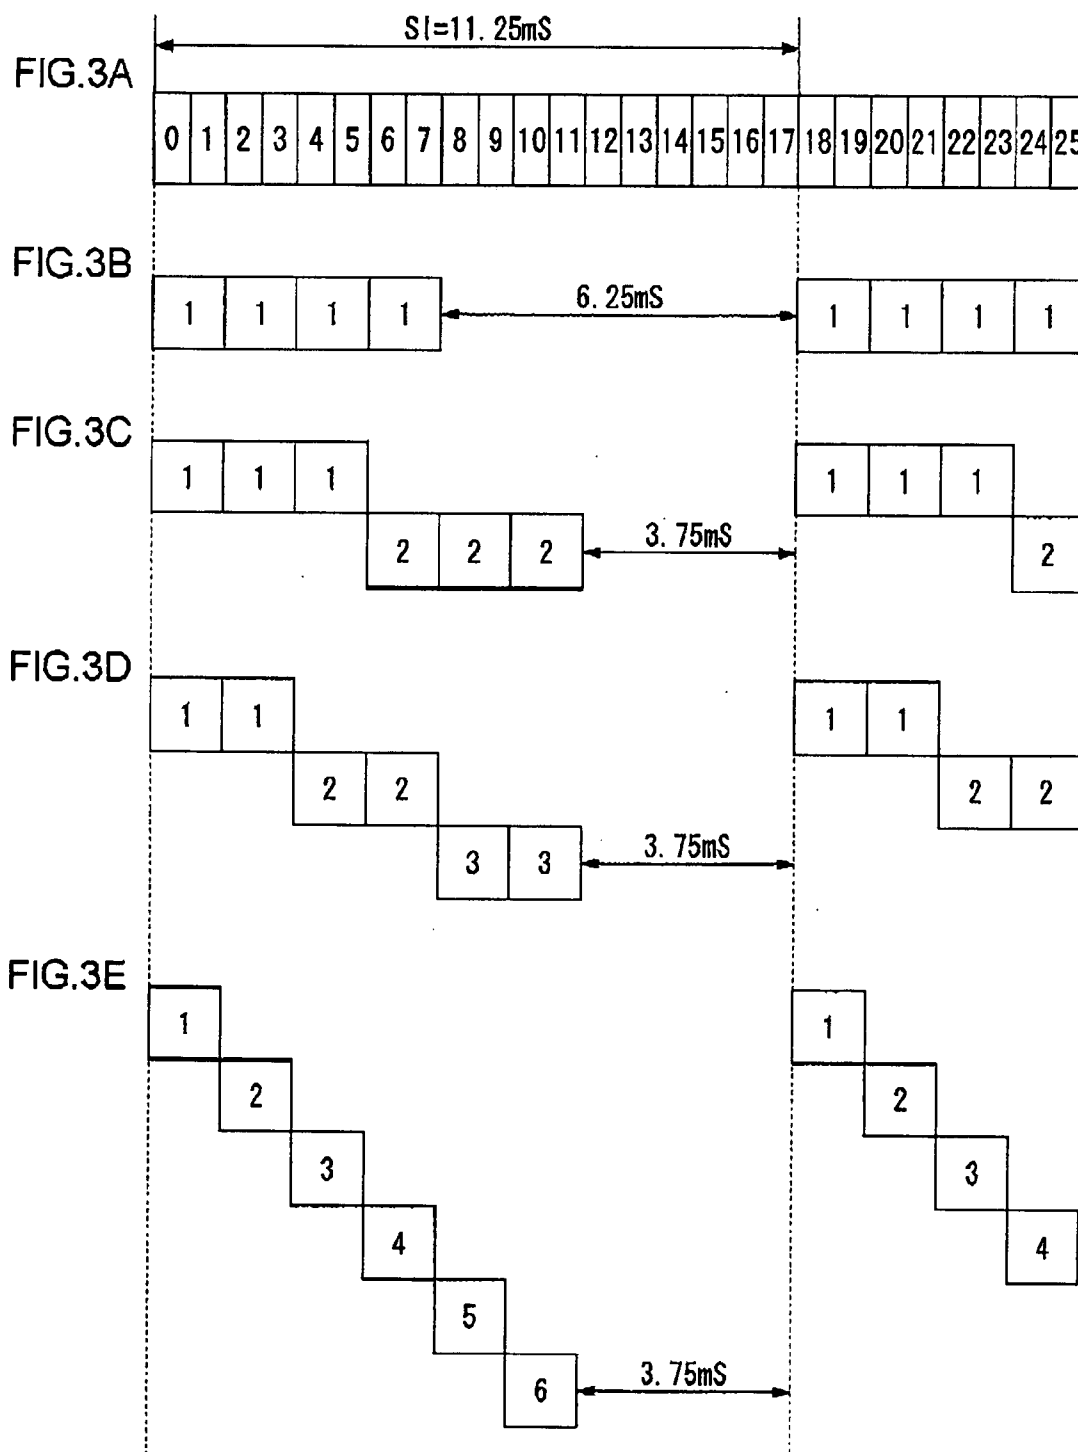 SI=11.25mS
FIG.3A
0 1 2 3 4 5 6 7 8 9 10 11 12 13 14 15 16 17 18 19 20 21 22 23 24 25
FIG.3B
1 1 1 1 6.25mS 1 1 1 1
FIG.3C
1 1 1 1 1 1
2 2 2 3.75mS 2
FIG.3D
1 1 1 1
2 2 2 2
3 3 3.75mS
FIG.3E
1 1
2 2
3 3
4 4
5
6 3.75mS